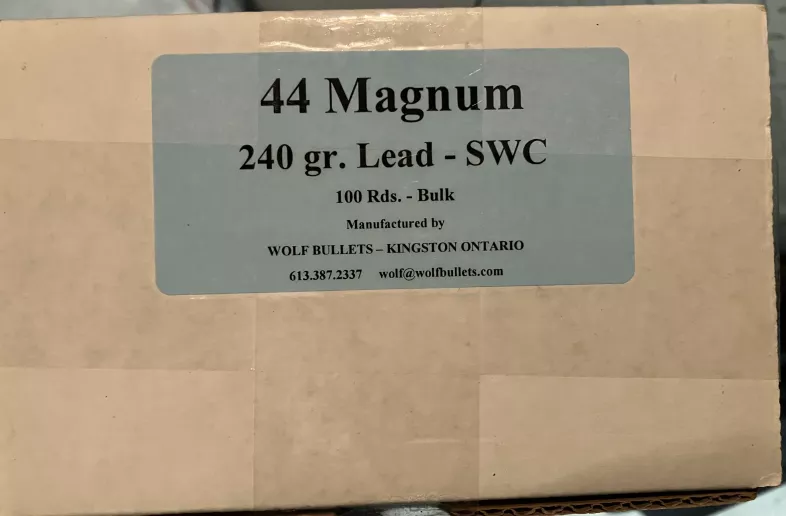 44 Magnum
240 gr. Lead - SWC
100 Rds. - Bulk
Manufactured by
WOLF BULLETS – KINGSTON ONTARIO
613.387.2337 wolf@wolfbullets.com